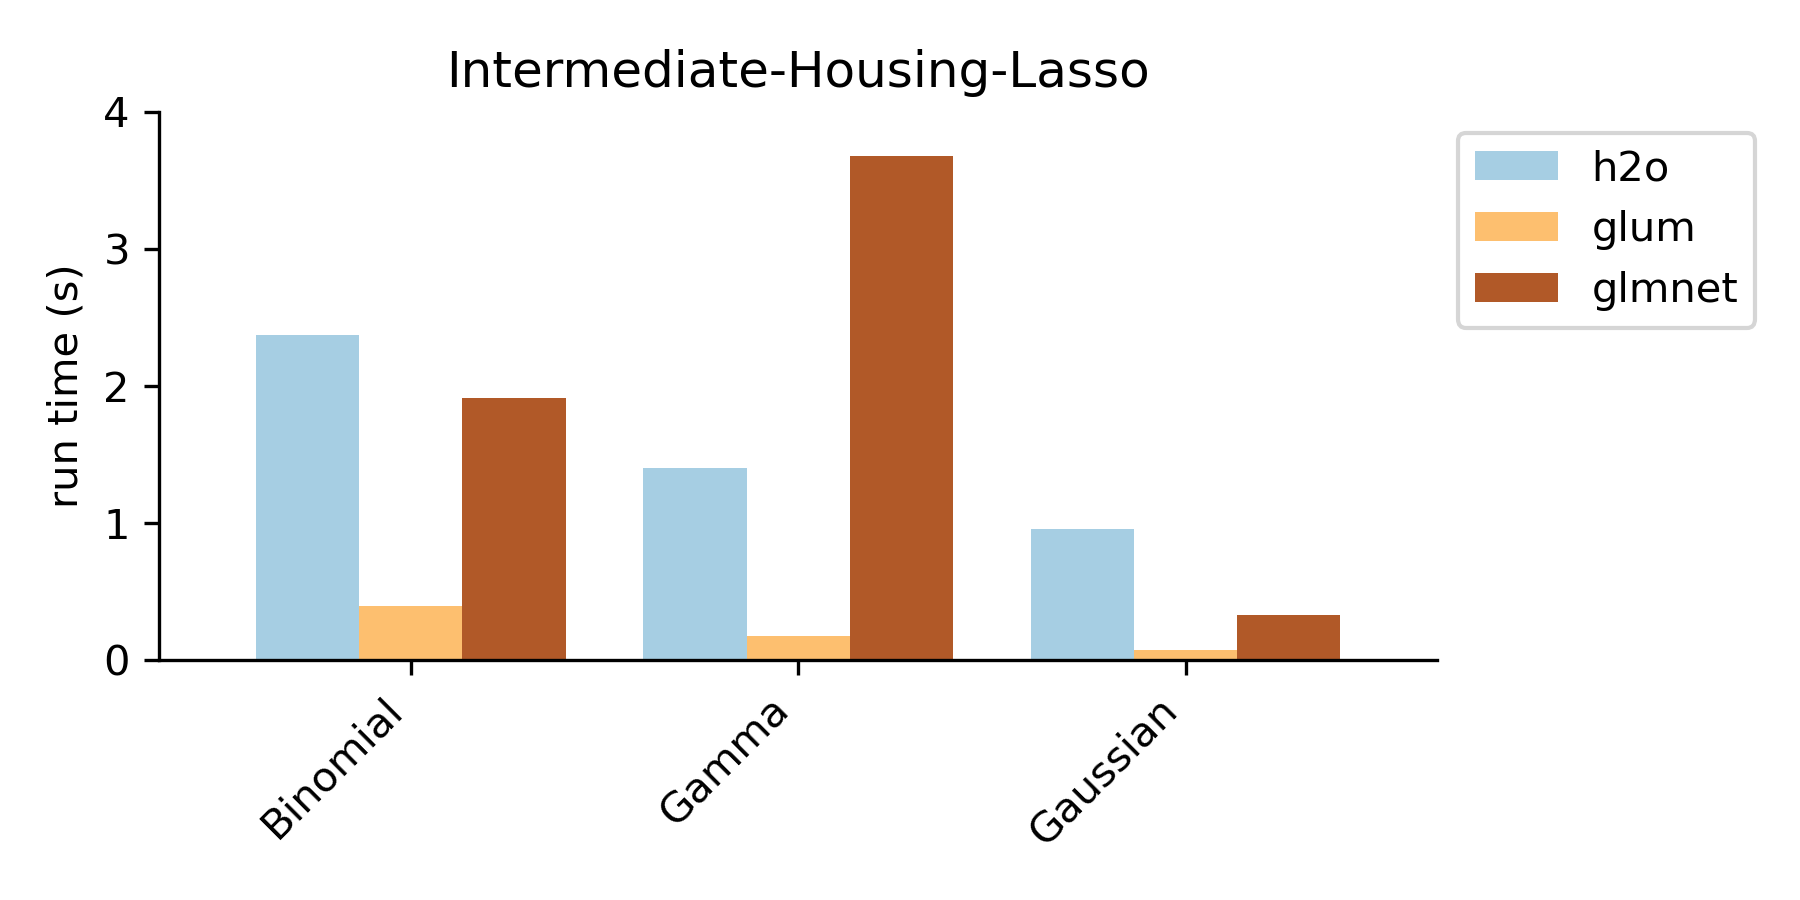 Intermediate-Housing-Lasso
run time (s)
4
3
2
1
0
Binomial
Gamma
Gaussian
h2o
glum
glmnet